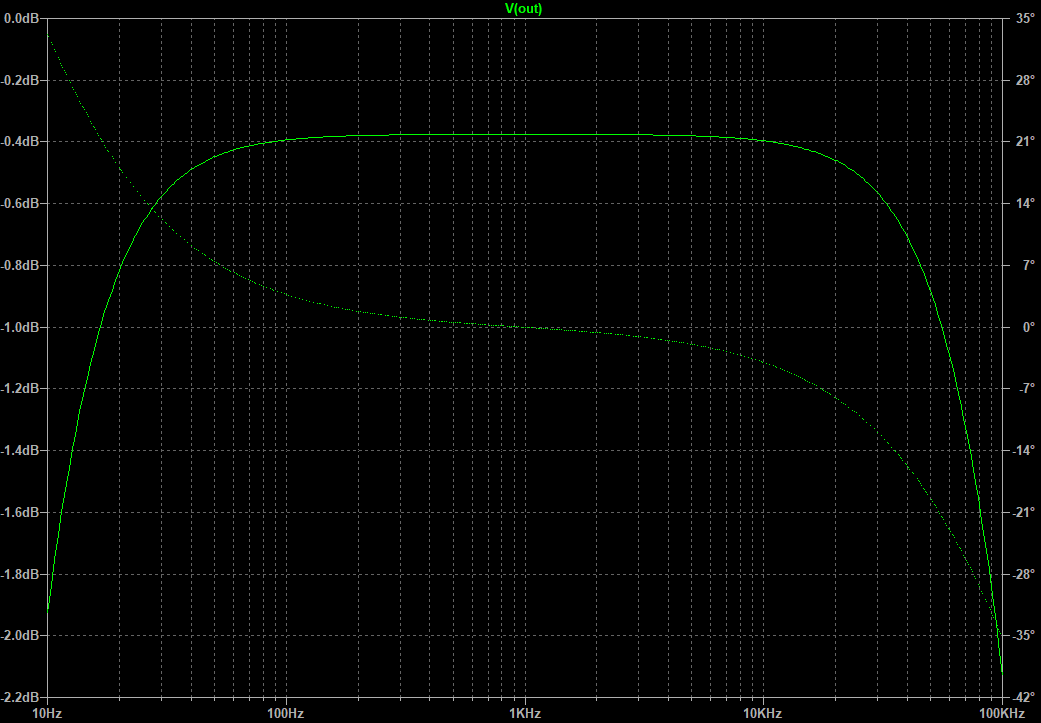 V(out)
0.0dB 35°
-0.2dB 28°
-0.4dB 21°
-0.6dB 14°
-0.8dB 7°
-1.0dB 0°
-1.2dB -7°
-1.4dB -14°
-1.6dB -21°
-1.8dB -28°
-2.0dB -35°
-2.2dB -42°
10Hz 100Hz 1KHz 10KHz 100KHz